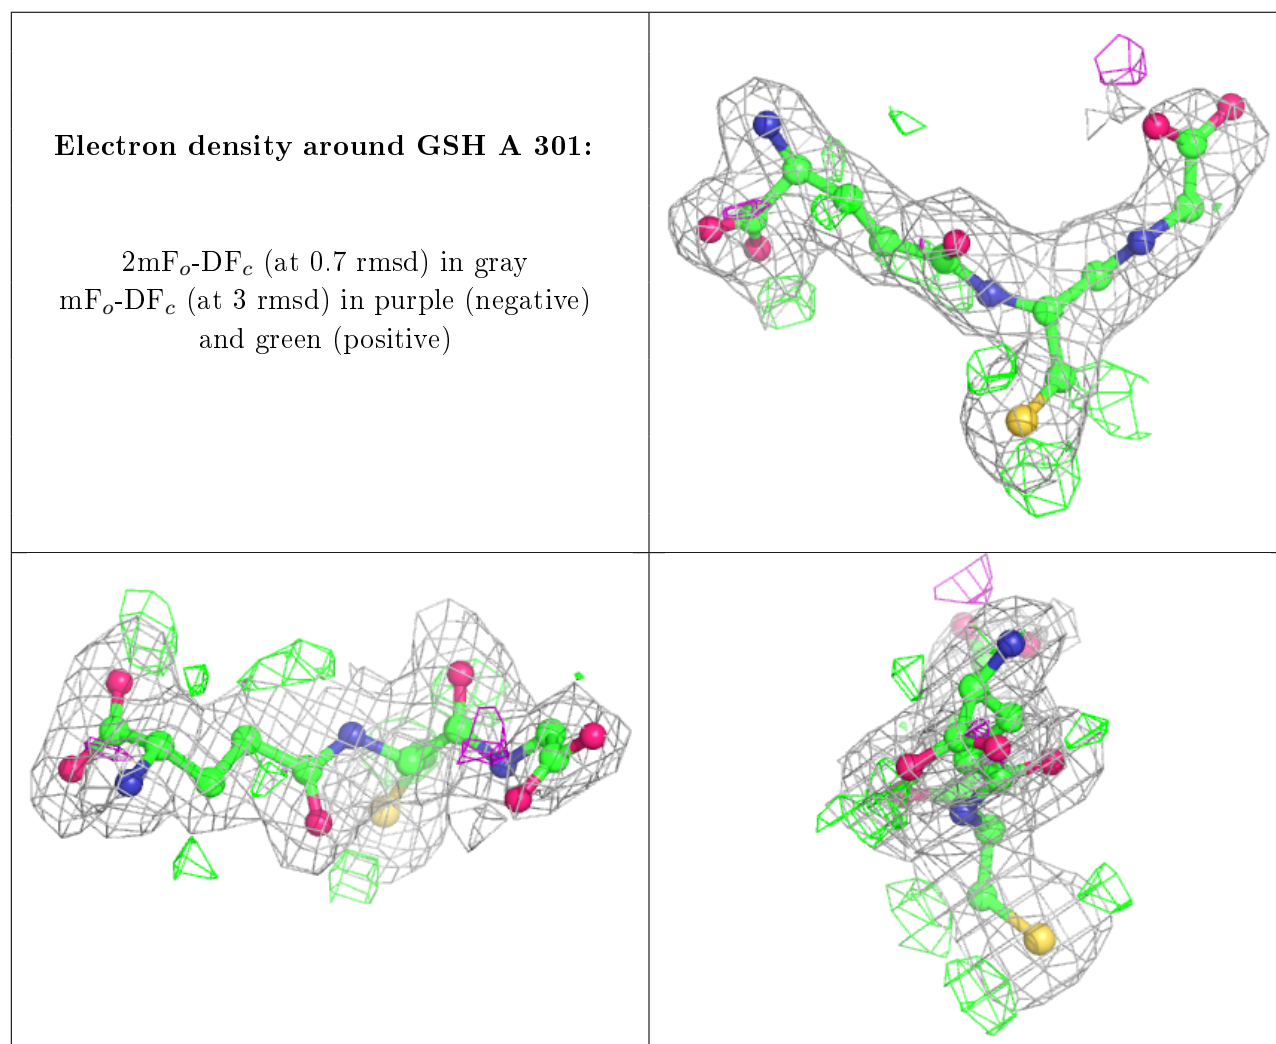 Electron density around GSH A 301:
2mFo-DFc (at 0.7 rmsd) in gray
mFo-DFc (at 3 rmsd) in purple (negative)
and green (positive)